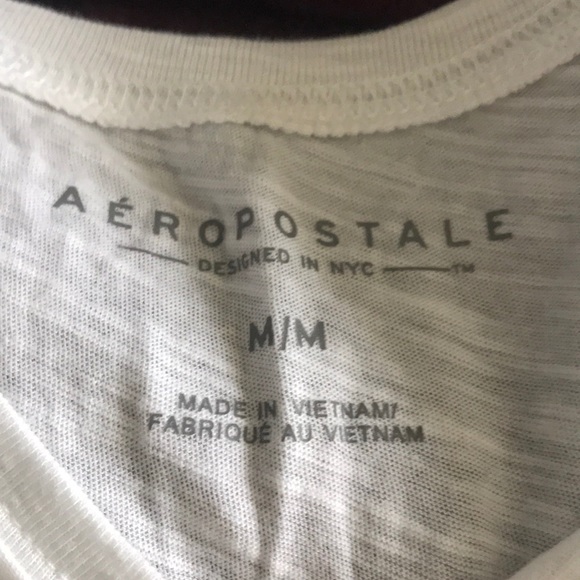 AÉROPOSTALE
DESIGNED IN NYC ™
M/M
MADE IN VIETNAM/
FABRIQUÉ AU VIETNAM